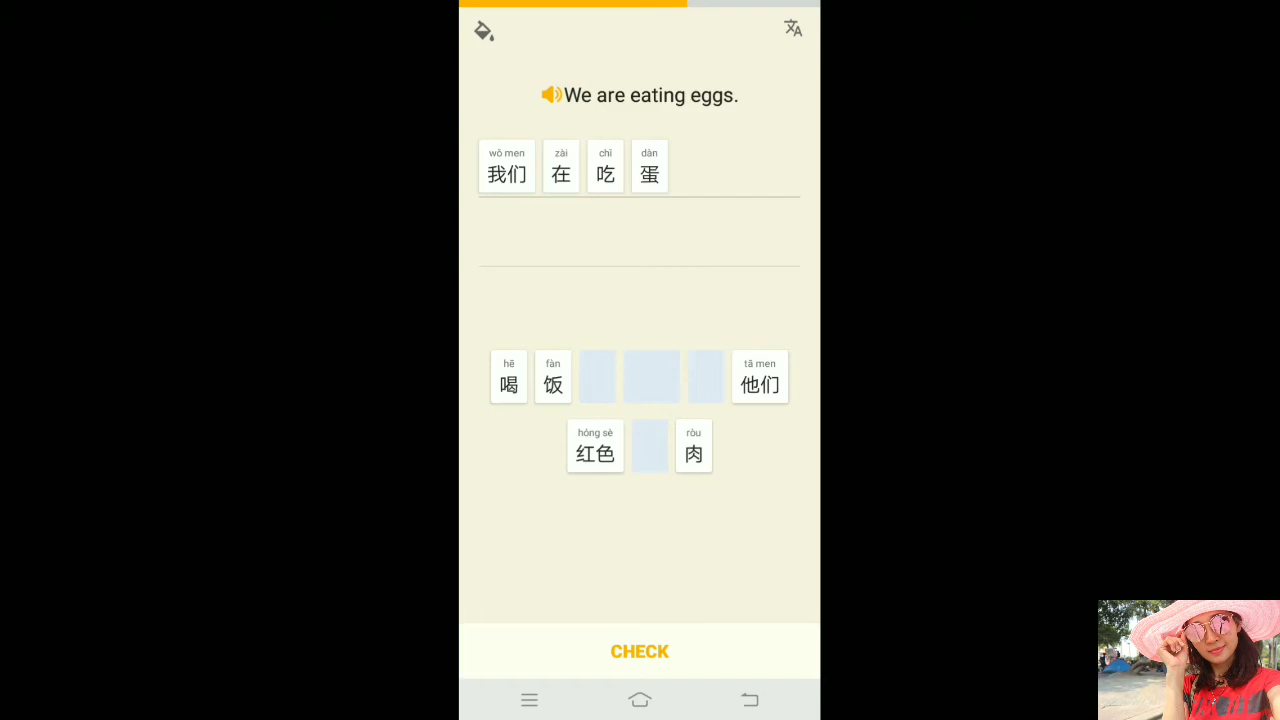 We are eating eggs.
wǒ men zài chī dàn
我们 在 吃 蛋
hē fàn tā men
喝 饭 他们
hóng sè ròu
红色 肉
CHECK